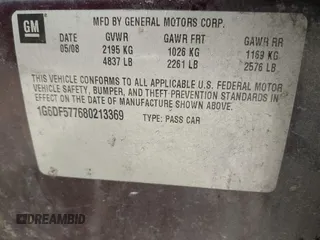 GM
MFD BY GENERAL MOTORS CORP.
DATE GVWR GAWR FRT GAWR RR
05/08 2195 KG 1026 KG 1169 KG
4837 LB 2261 LB 2576 LB
THIS VEHICLE CONFORMS TO ALL APPLICABLE U.S. FEDERAL MOTOR
VEHICLE SAFETY, BUMPER, AND THEFT PREVENTION STANDARDS IN
EFFECT ON THE DATE OF MANUFACTURE SHOWN ABOVE.
1G6DF577680213369 TYPE: PASS CAR
DREAMBID